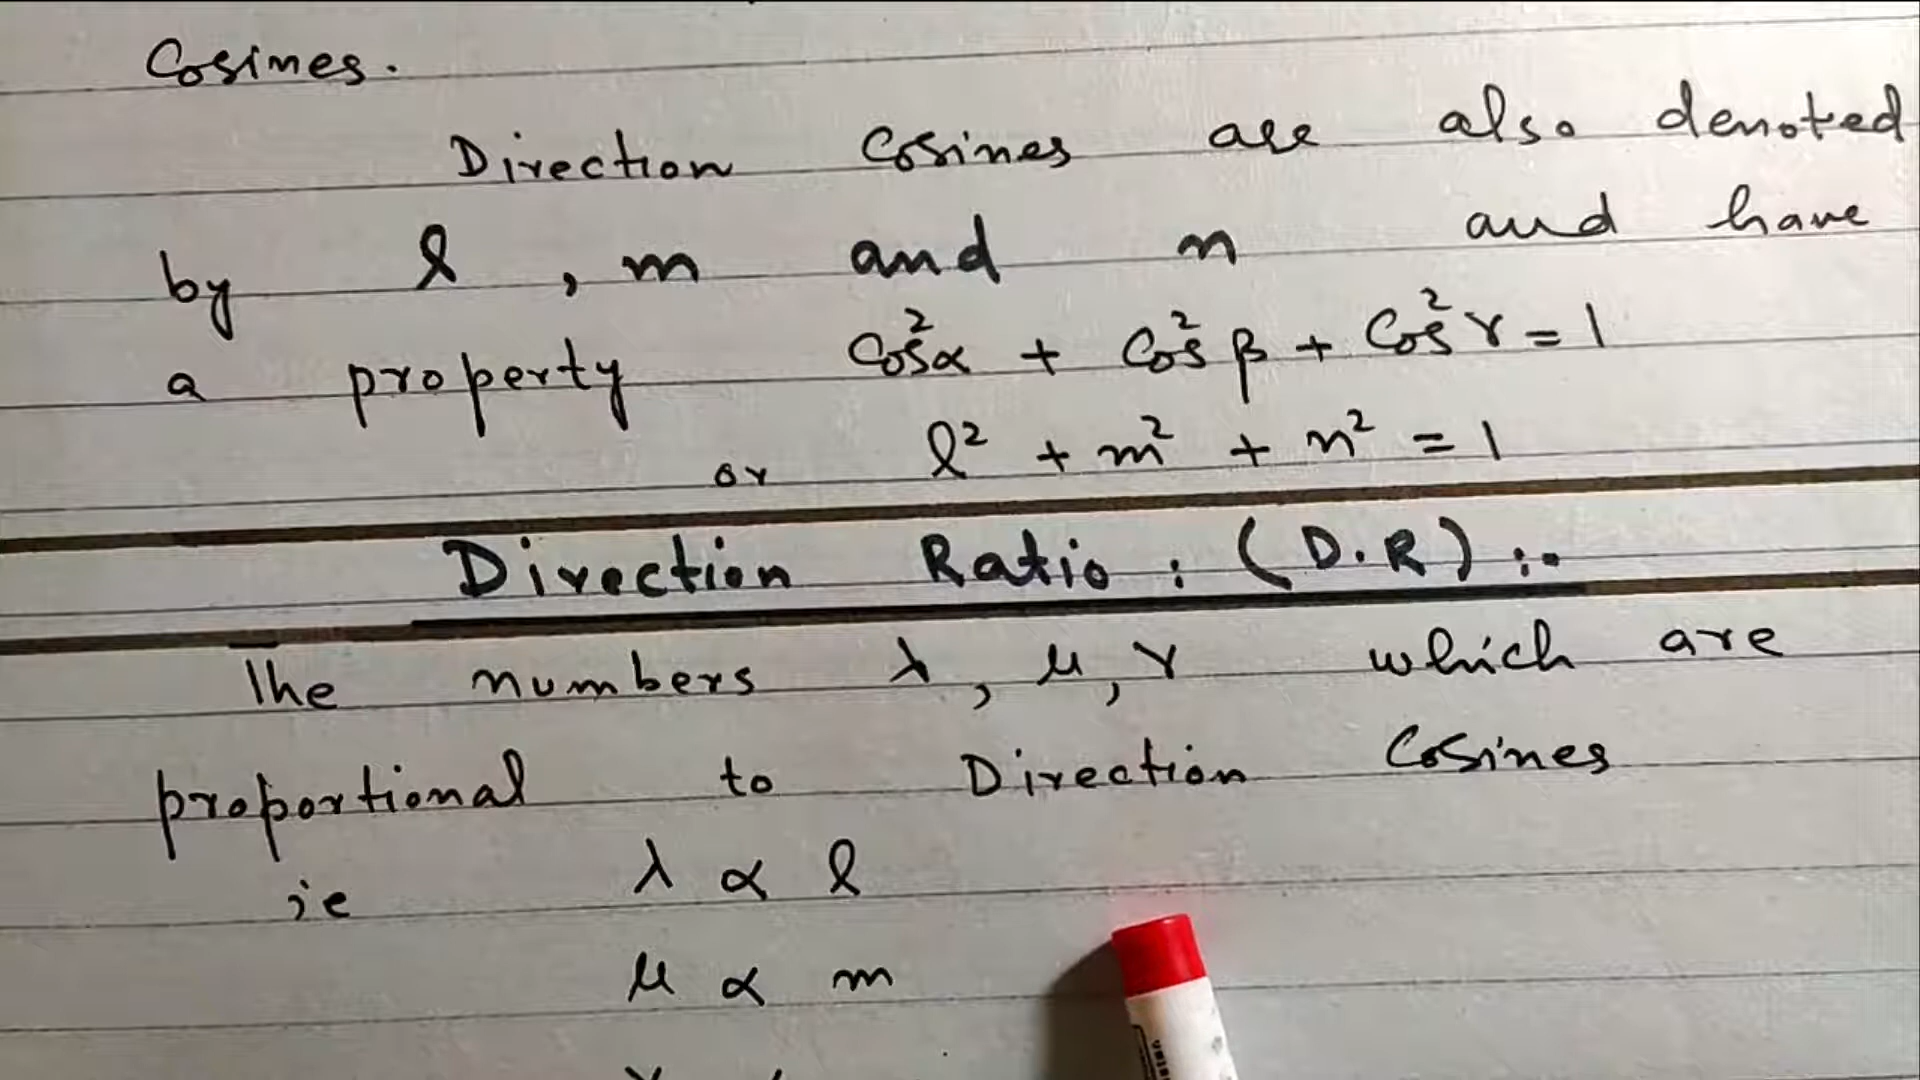 Cosines.
Direction Cosines are also denoted
by l, m and n and have
a property Cos²α + Cos²β + Cos²γ = 1
or l² + m² + n² = 1
Direction Ratio : (D.R) :.
The numbers λ, μ, γ which are
proportional to Direction Cosines
ie λ ∝ l
μ ∝ m